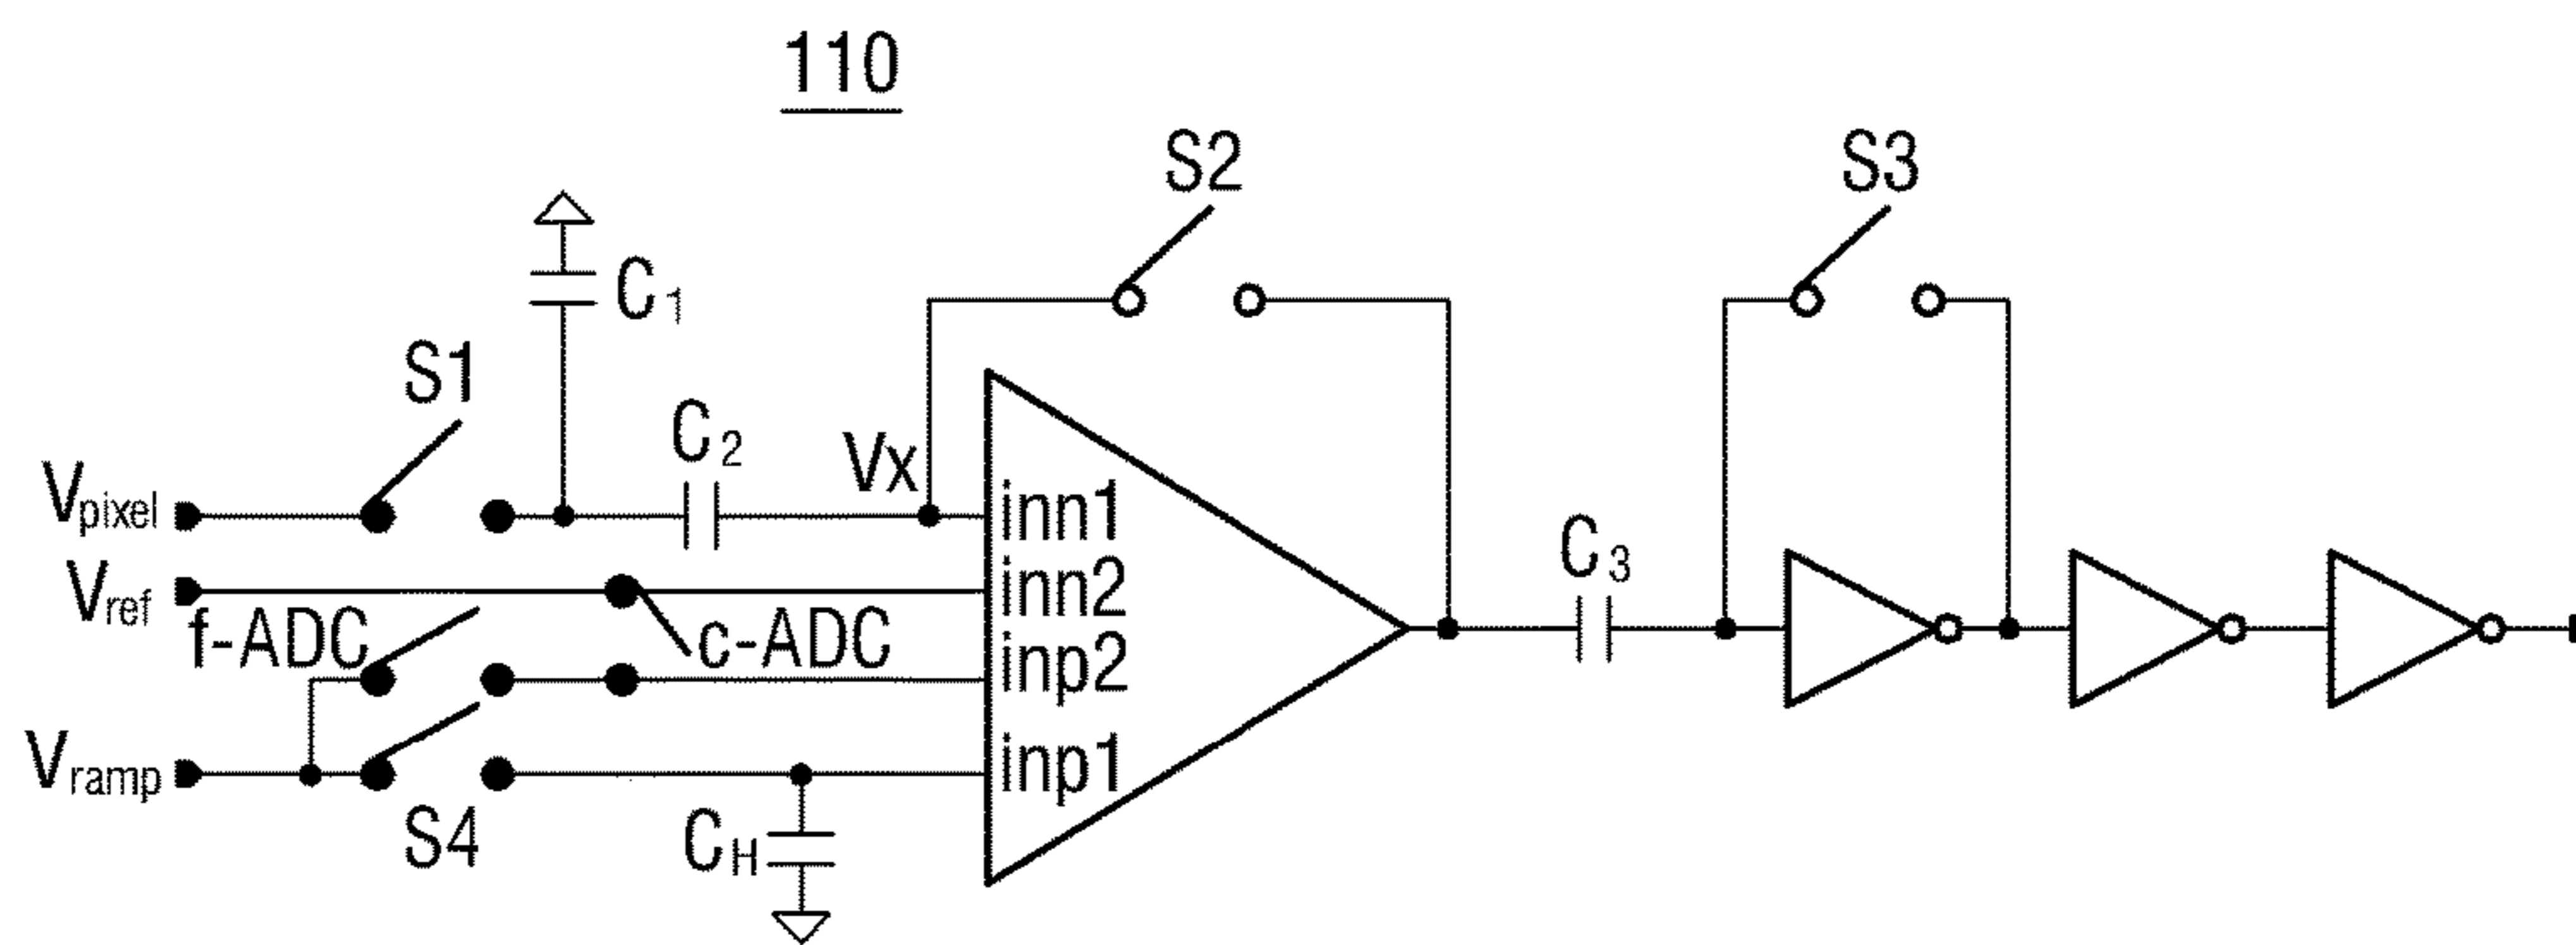 110
S2
S3
C1
S1
C2
Vx
Vpixel
inn1
C3
Vref
inn2
f-ADC
c-ADC
inp2
Vramp
inp1
S4
CH